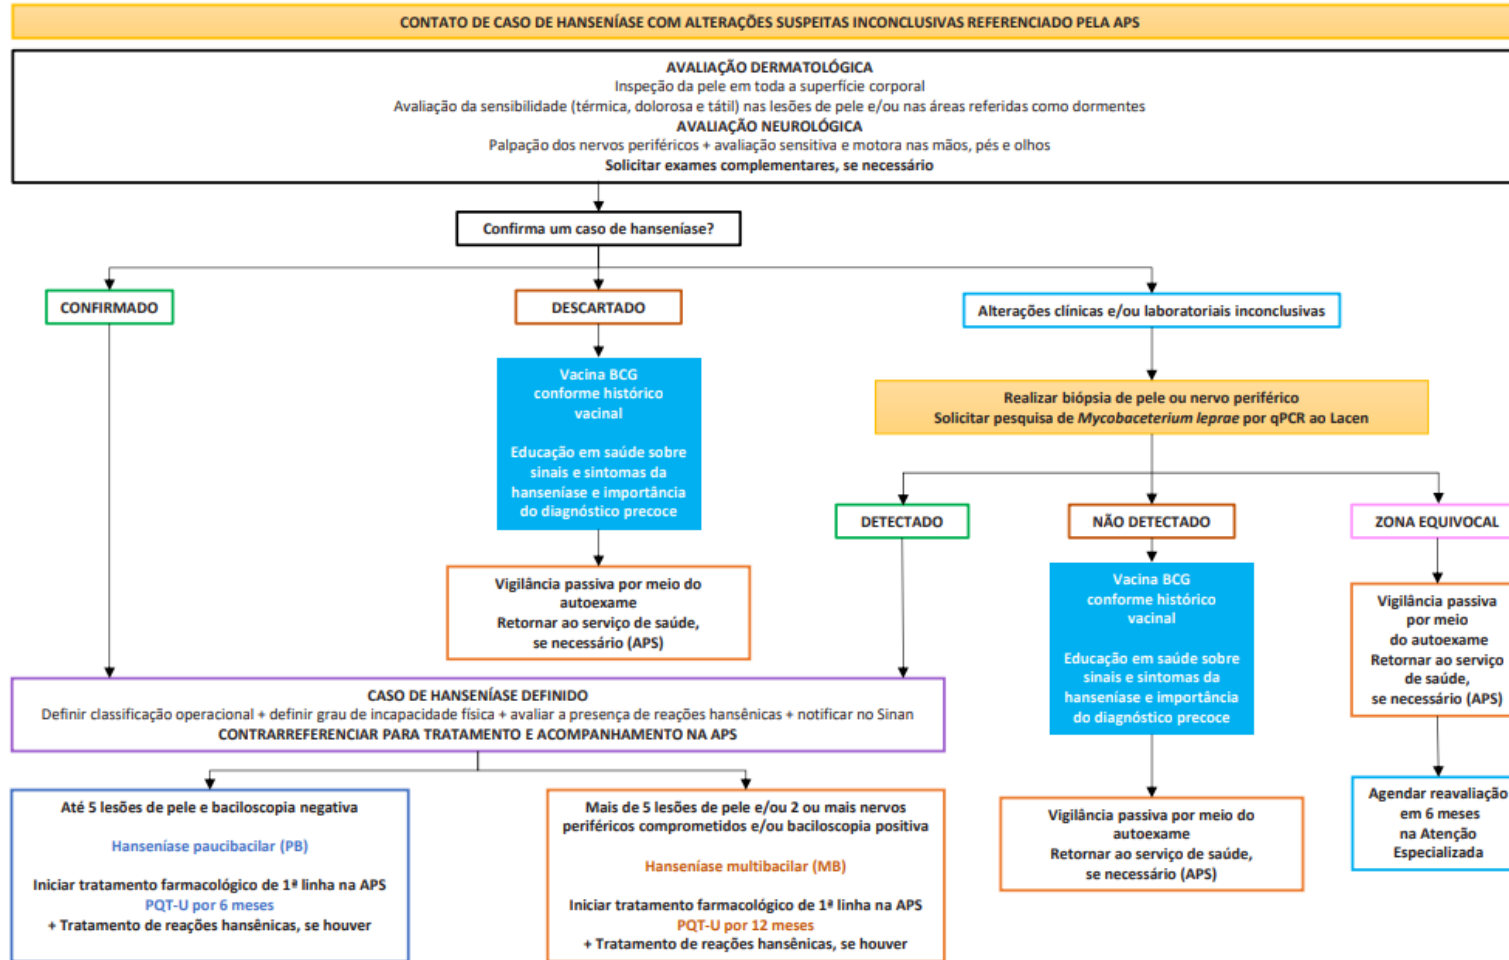 CONTATO DE CASO DE HANSENÍASE COM ALTERAÇÕES SUSPEITAS INCONCLUSIVAS REFERENCIADO PELA APS
AVALIAÇÃO DERMATOLÓGICA
Inspeção da pele em toda a superfície corporal
Avaliação da sensibilidade (térmica, dolorosa e tátil) nas lesões de pele e/ou nas áreas referidas como dormentes
AVALIAÇÃO NEUROLÓGICA
Palpação dos nervos periféricos + avaliação sensitiva e motora nas mãos, pés e olhos
Solicitar exames complementares, se necessário
Confirma um caso de hanseníase?
CONFIRMADO
DESCARTADO
Alterações clínicas e/ou laboratoriais inconclusivas
Vacina BCG
conforme histórico
vacinal
Educação em saúde sobre
sinais e sintomas da
hanseníase e importância
do diagnóstico precoce
Vigilância passiva por meio do
autoexame
Retornar ao serviço de saúde,
se necessário (APS)
Realizar biópsia de pele ou nervo periférico
Solicitar pesquisa de Mycobaceterium leprae por qPCR ao Lacen
DETECTADO
NÃO DETECTADO
ZONA EQUIVOCAL
Vacina BCG
conforme histórico
vacinal
Educação em saúde sobre
sinais e sintomas da
hanseníase e importância
do diagnóstico precoce
Vigilância passiva por meio do
autoexame
Retornar ao serviço de saúde,
se necessário (APS)
Vigilância passiva
por meio
do autoexame
Retornar ao serviço
de saúde,
se necessário (APS)
Agendar reavaliação
em 6 meses
na Atenção
Especializada
CASO DE HANSENÍASE DEFINIDO
Definir classificação operacional + definir grau de incapacidade física + avaliar a presença de reações hansênicas + notificar no Sinan
CONTRARREFERENCIAR PARA TRATAMENTO E ACOMPANHAMENTO NA APS
Até 5 lesões de pele e baciloscopia negativa
Hanseníase paucibacilar (PB)
Iniciar tratamento farmacológico de 1ª linha na APS
PQT-U por 6 meses
+ Tratamento de reações hansênicas, se houver
Mais de 5 lesões de pele e/ou 2 ou mais nervos
periféricos comprometidos e/ou baciloscopia positiva
Hanseníase multibacilar (MB)
Iniciar tratamento farmacológico de 1ª linha na APS
PQT-U por 12 meses
+ Tratamento de reações hansênicas, se houver